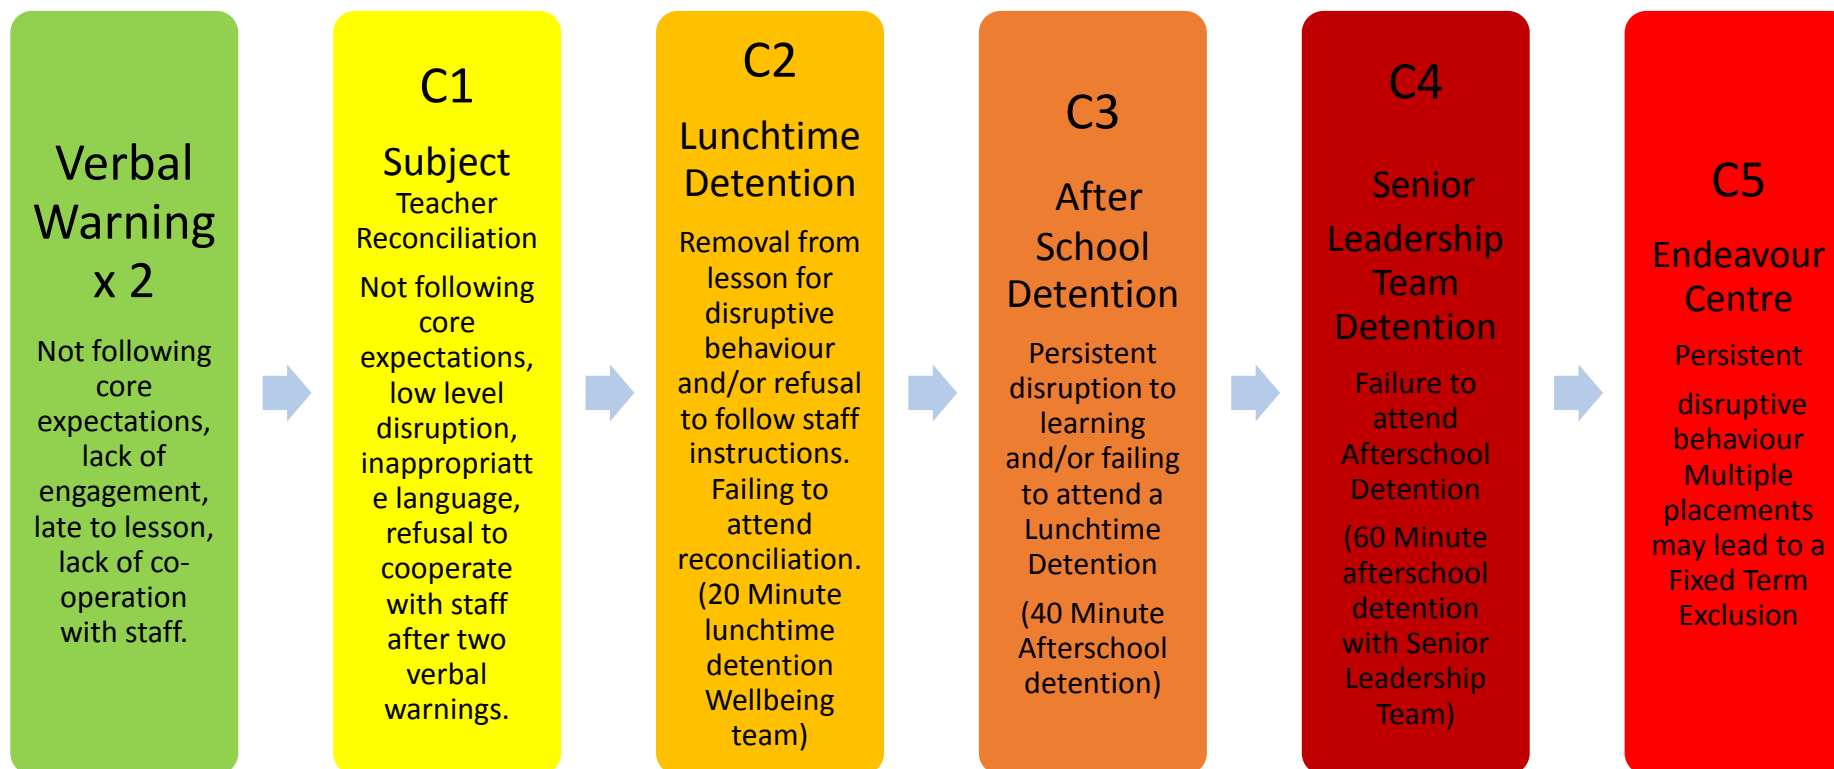 Verbal
Warning
x 2
Not following
core
expectations,
lack of
engagement,
late to lesson,
lack of co-
operation
with staff.
C1
Subject
Teacher
Reconciliation
Not following
core
expectations,
low level
disruption,
inappropriatt
e language,
refusal to
cooperate
with staff
after two
verbal
warnings.
C2
Lunchtime
Detention
Removal from
lesson for
disruptive
behaviour
and/or refusal
to follow staff
instructions.
Failing to
attend
reconciliation.
(20 Minute
lunchtime
detention
Wellbeing
team)
C3
After
School
Detention
Persistent
disruption to
learning
and/or failing
to attend a
Lunchtime
Detention
(40 Minute
Afterschool
detention)
C4
Senior
Leadership
Team
Detention
Failure to
attend
Afterschool
Detention
(60 Minute
afterschool
detention
with Senior
Leadership
Team)
C5
Endeavour
Centre
Persistent
disruptive
behaviour
Multiple
placements
may lead to a
Fixed Term
Exclusion